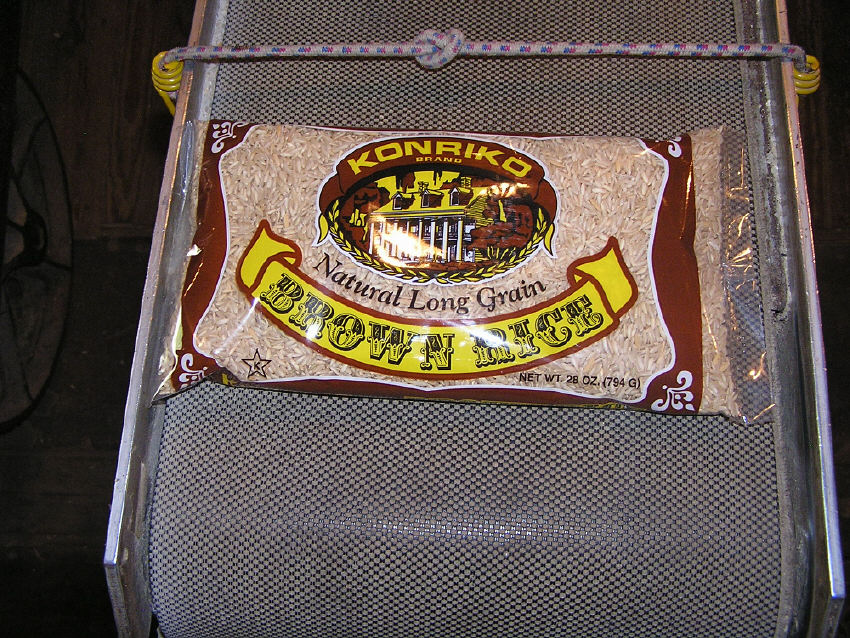 KONRIKO
BRAND
Natural Long Grain
BROWN RICE
K
NET WT. 28 OZ. (794 G)